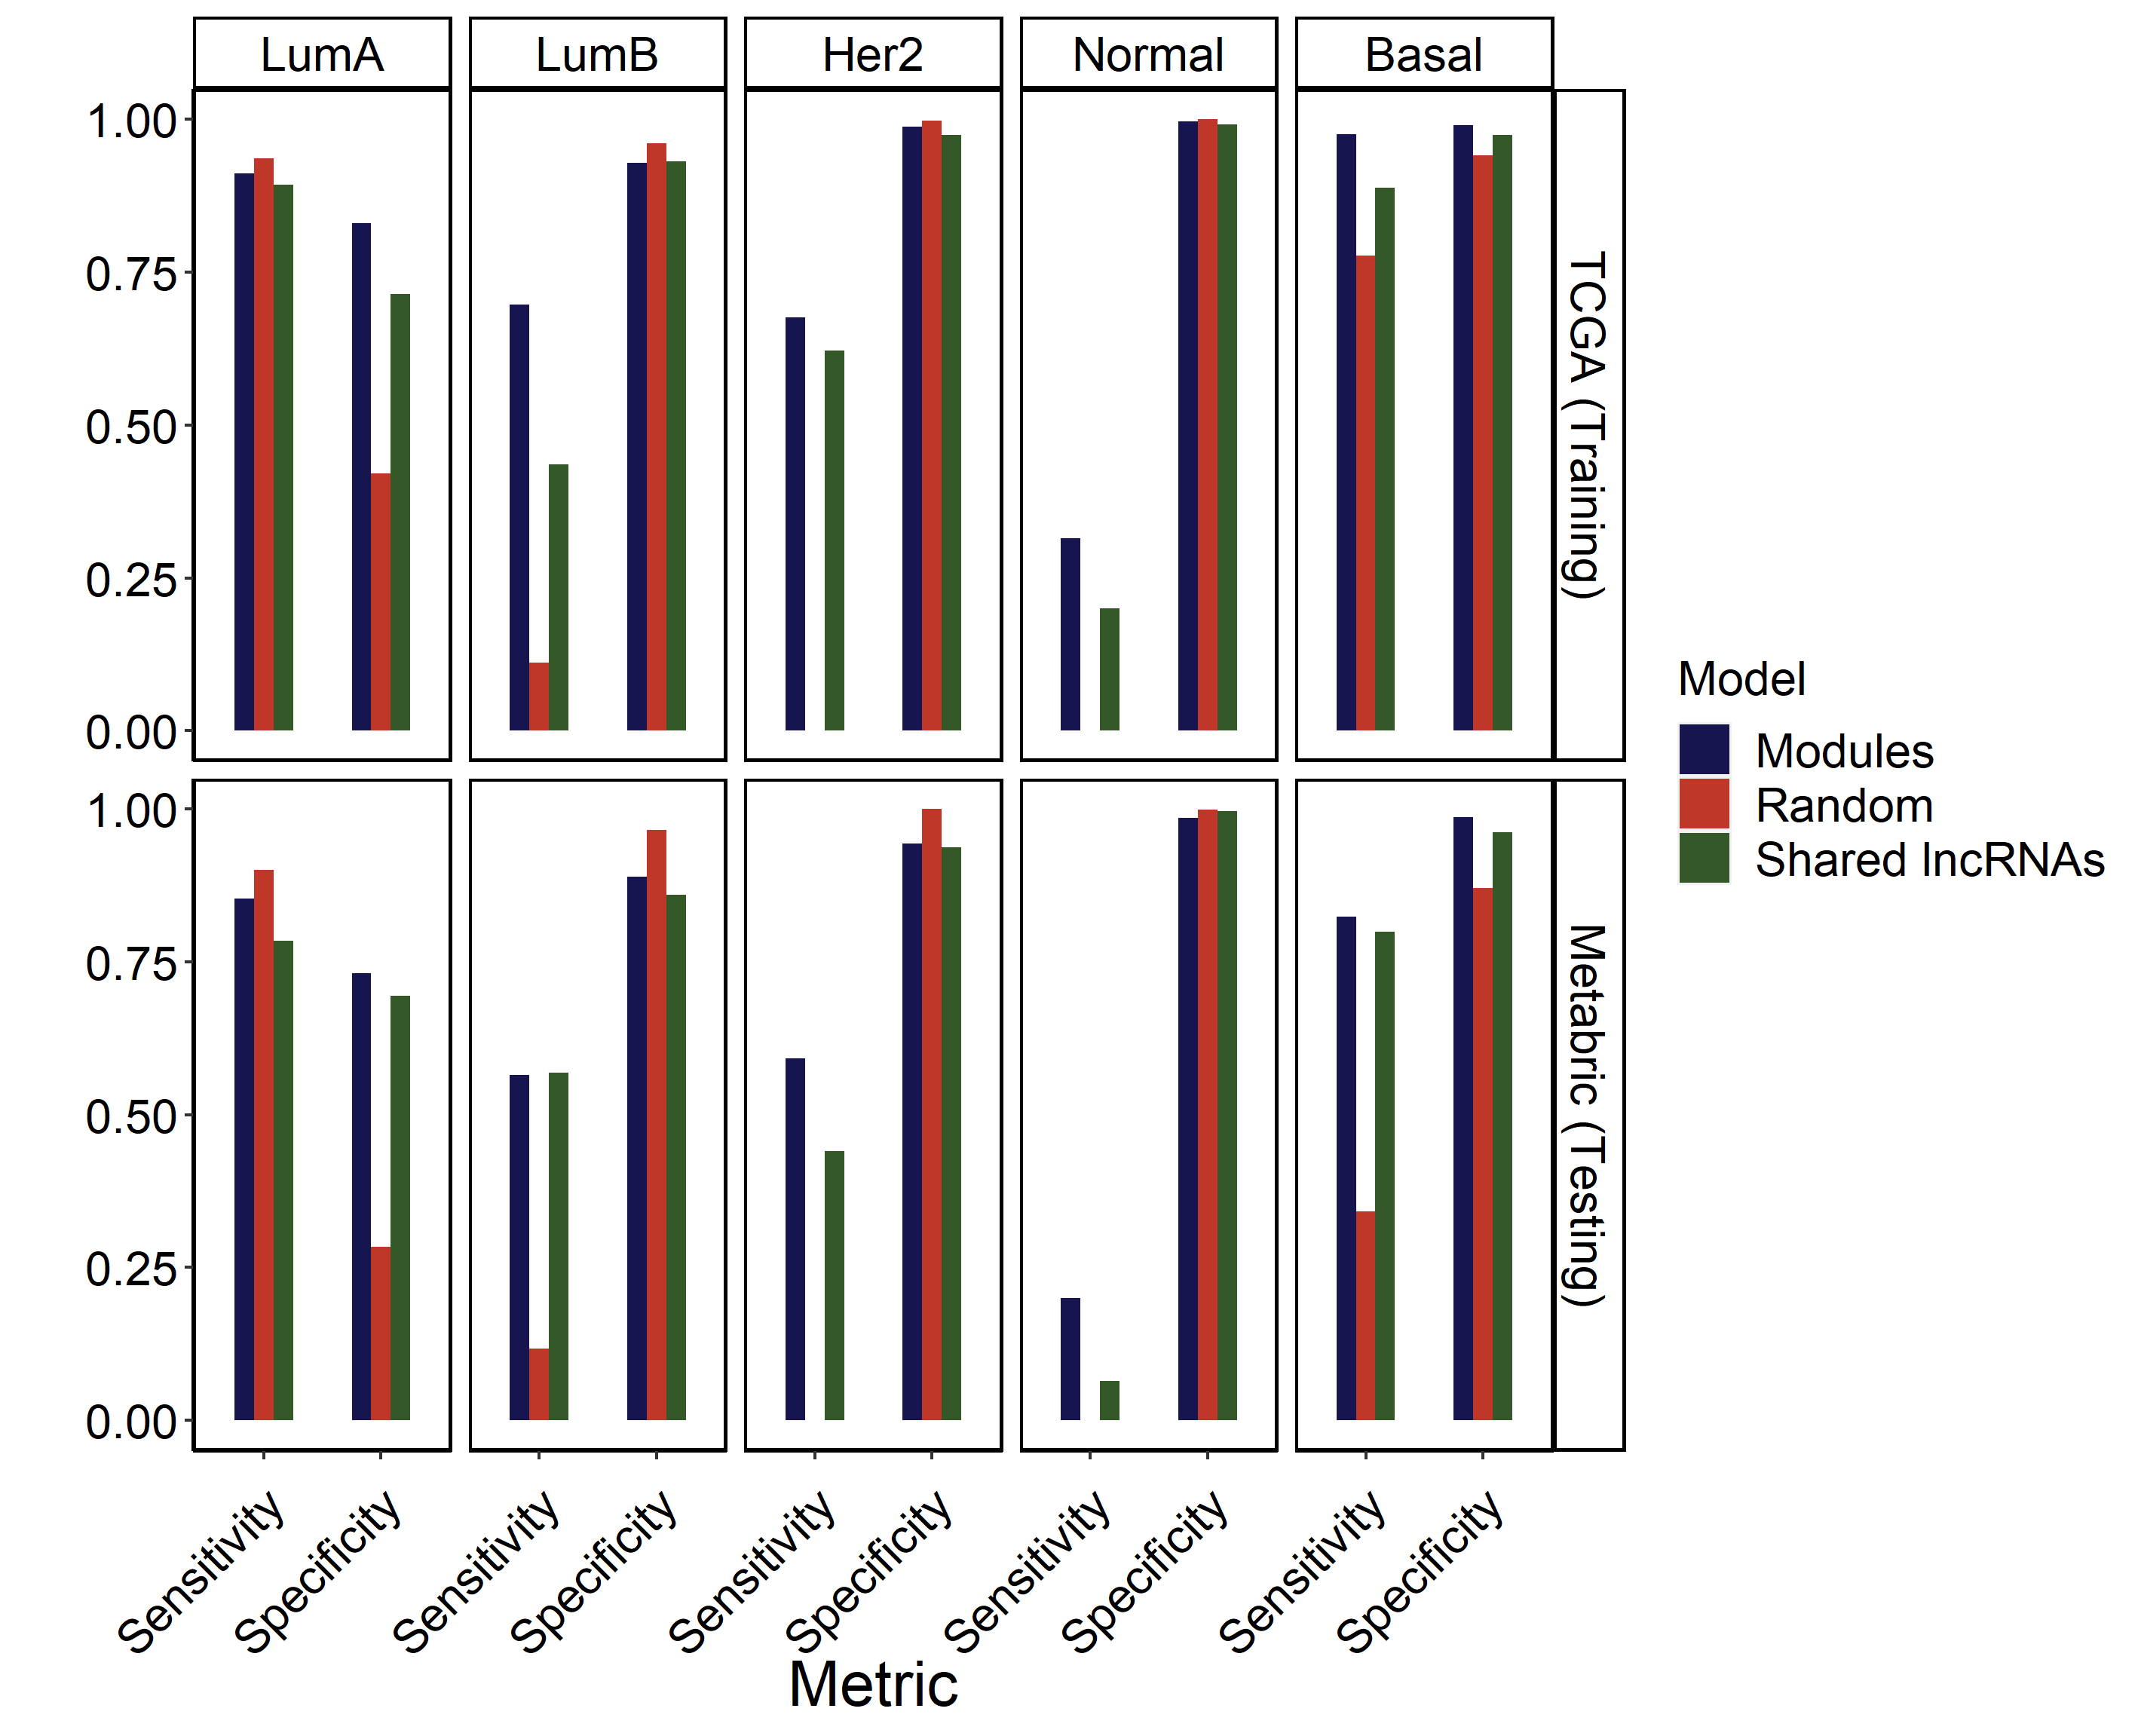 LumA LumB Her2 Normal Basal
1.00
0.75
0.50
0.25
0.00
TCGA (Training)
1.00
0.75
0.50
0.25
0.00
Metabric (Testing)
Sensitivity Specificity Sensitivity Specificity Sensitivity Specificity Sensitivity Specificity Sensitivity Specificity
Metric
Model
Modules
Random
Shared lncRNAs